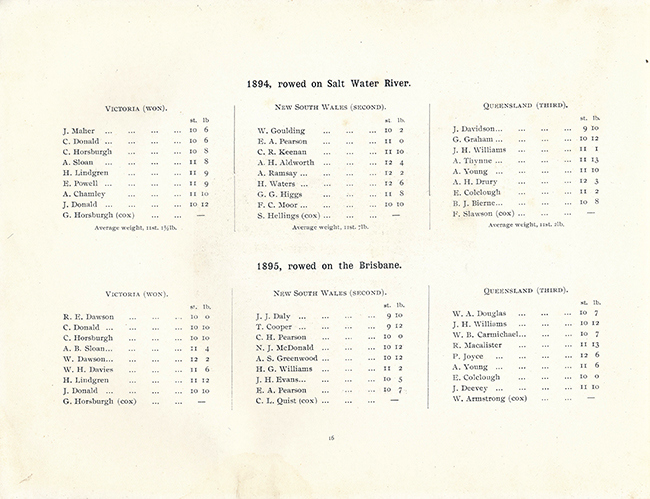 1894, rowed on Salt Water River.
VICTORIA (WON).
st. lb
J. Maher ... ... ... ... 10 6
C. Donald ... ... ... ... 10 6
C. Horsburgh ... ... ... 10 8
A. Sloan ... ... ... ... 11 8
H. Lindgren ... ... ... 11 9
E. Powell ... ... ... ... 11 9
A. Chamley ... ... ... 11 10
J. Donald ... ... ... ... 10 12
G. Horsburgh (cox) ... ... —
Average weight, 11st. 1½lb.
NEW SOUTH WALES (SECOND).
st. lb.
W. Goulding ... ... ... 10 2
E. A. Pearson ... ... ... 11 0
C. R. Keenan ... ... ... 11 10
A. H. Aldworth ... ... ... 12 4
A. Ramsay ... ... ... ... 12 2
H. Waters ... ... ... ... 12 6
G. G. Higgs ... ... ... 11 8
F. C. Moor ... ... ... ... 10 10
S. Hellings (cox) ... ... ... —
Average weight, 11st. 7lb.
QUEENSLAND (THIRD).
st. lb.
J. Davidson... ... ... ... 9 10
G. Graham ... ... ... ... 10 12
J. H. Williams ... ... ... 11 1
A. Thynne ... ... ... ... 11 13
A. Young ... ... ... ... 11 10
A. H. Drury ... ... ... 12 3
E. Colclough ... ... ... 11 2
B. J. Bierne... ... ... ... 10 8
F. Slawson (cox) ... ... ... —
Average weight, 11st. 2lb.
1895, rowed on the Brisbane.
VICTORIA (WON).
st. lb.
R. E. Dawson ... ... ... 10 0
C. Donald ... ... ... ... 10 10
C. Horsburgh ... ... ... 10 10
A. B. Sloan... ... ... ... 11 4
W. Dawson... ... ... ... 12 2
W. H. Davies ... ... ... 11 6
H. Lindgren ... ... ... 11 12
J. Donald ... ... ... ... 10 10
G. Horsburgh (cox) ... ... —
NEW SOUTH WALES (SECOND).
st. lb.
J. J. Daly ... ... ... ... 9 10
T. Cooper ... ... ... ... 9 12
C. H. Pearson ... ... ... 10 0
N. J. McDonald ... ... ... 10 12
A. S. Greenwood ... ... ... 10 12
H. G. Williams ... ... ... 11 2
J. H. Evans... ... ... ... 10 5
E. A. Pearson ... ... ... 10 7
C. L. Quist (cox) ... ... ... —
QUEENSLAND (THIRD).
st. lb.
W. A. Douglas ... ... ... 10 7
J. H. Williams ... ... ... 10 12
W. B. Carmichael... ... ... 10 7
R. Macalister ... ... ... 11 13
P. Joyce ... ... ... ... 12 6
A. Young ... ... ... ... 11 6
E. Colclough ... ... ... 10 0
J. Deevey ... ... ... ... 11 10
W. Armstrong (cox) ... ... —
16